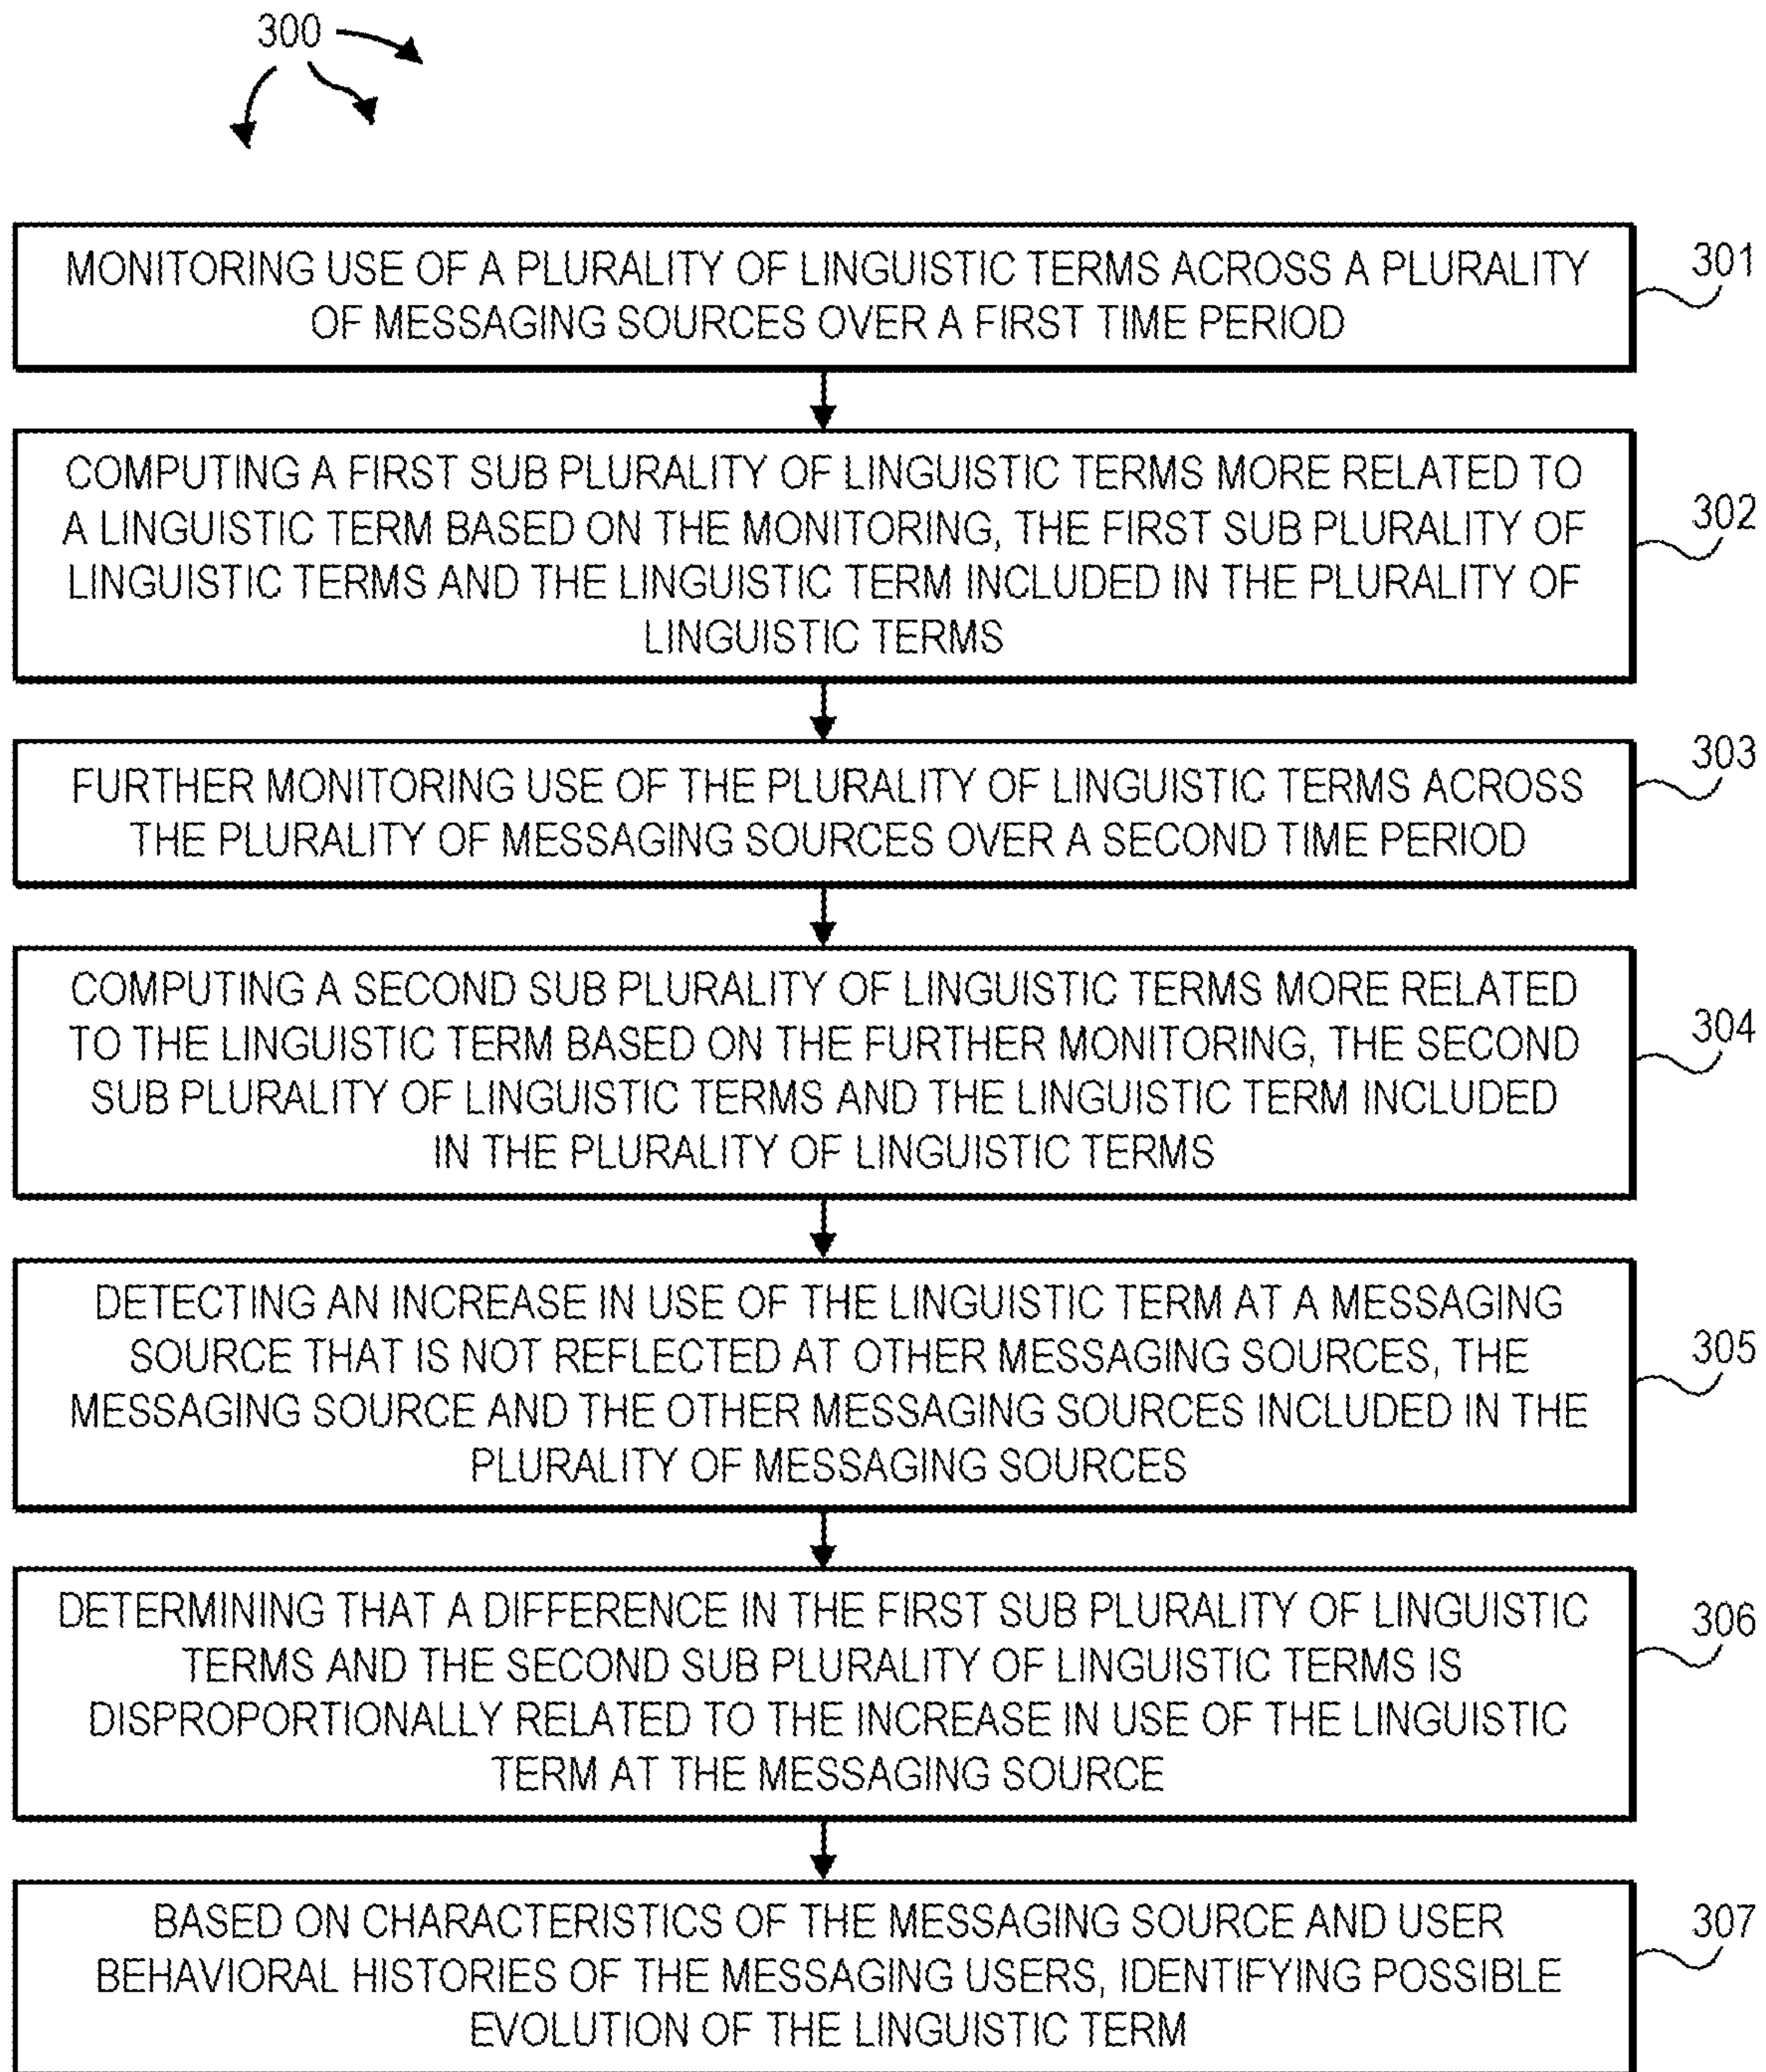 300
MONITORING USE OF A PLURALITY OF LINGUISTIC TERMS ACROSS A PLURALITY
OF MESSAGING SOURCES OVER A FIRST TIME PERIOD
301
COMPUTING A FIRST SUB PLURALITY OF LINGUISTIC TERMS MORE RELATED TO
A LINGUISTIC TERM BASED ON THE MONITORING, THE FIRST SUB PLURALITY OF
LINGUISTIC TERMS AND THE LINGUISTIC TERM INCLUDED IN THE PLURALITY OF
LINGUISTIC TERMS
302
FURTHER MONITORING USE OF THE PLURALITY OF LINGUISTIC TERMS ACROSS
THE PLURALITY OF MESSAGING SOURCES OVER A SECOND TIME PERIOD
303
COMPUTING A SECOND SUB PLURALITY OF LINGUISTIC TERMS MORE RELATED
TO THE LINGUISTIC TERM BASED ON THE FURTHER MONITORING, THE SECOND
SUB PLURALITY OF LINGUISTIC TERMS AND THE LINGUISTIC TERM INCLUDED
IN THE PLURALITY OF LINGUISTIC TERMS
304
DETECTING AN INCREASE IN USE OF THE LINGUISTIC TERM AT A MESSAGING
SOURCE THAT IS NOT REFLECTED AT OTHER MESSAGING SOURCES, THE
MESSAGING SOURCE AND THE OTHER MESSAGING SOURCES INCLUDED IN THE
PLURALITY OF MESSAGING SOURCES
305
DETERMINING THAT A DIFFERENCE IN THE FIRST SUB PLURALITY OF LINGUISTIC
TERMS AND THE SECOND SUB PLURALITY OF LINGUISTIC TERMS IS
DISPROPORTIONALLY RELATED TO THE INCREASE IN USE OF THE LINGUISTIC
TERM AT THE MESSAGING SOURCE
306
BASED ON CHARACTERISTICS OF THE MESSAGING SOURCE AND USER
BEHAVIORAL HISTORIES OF THE MESSAGING USERS, IDENTIFYING POSSIBLE
EVOLUTION OF THE LINGUISTIC TERM
307